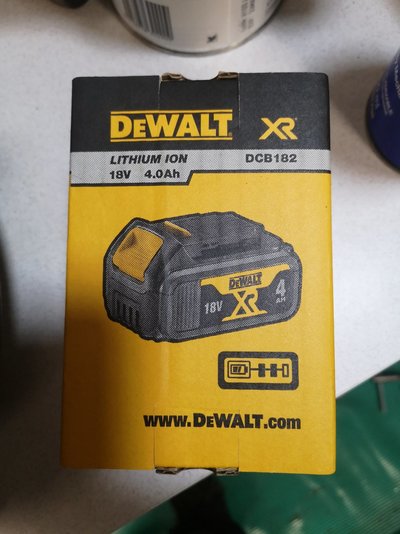 DEWALT XR
LITHIUM ION DCB182
18V 4.0Ah
DEWALT
18V XR 4
AH
www.DEWALT.com